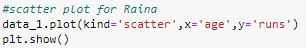 #scatter plot for Raina
data_1.plot(kind='scatter',x='age',y='runs')
plt.show()